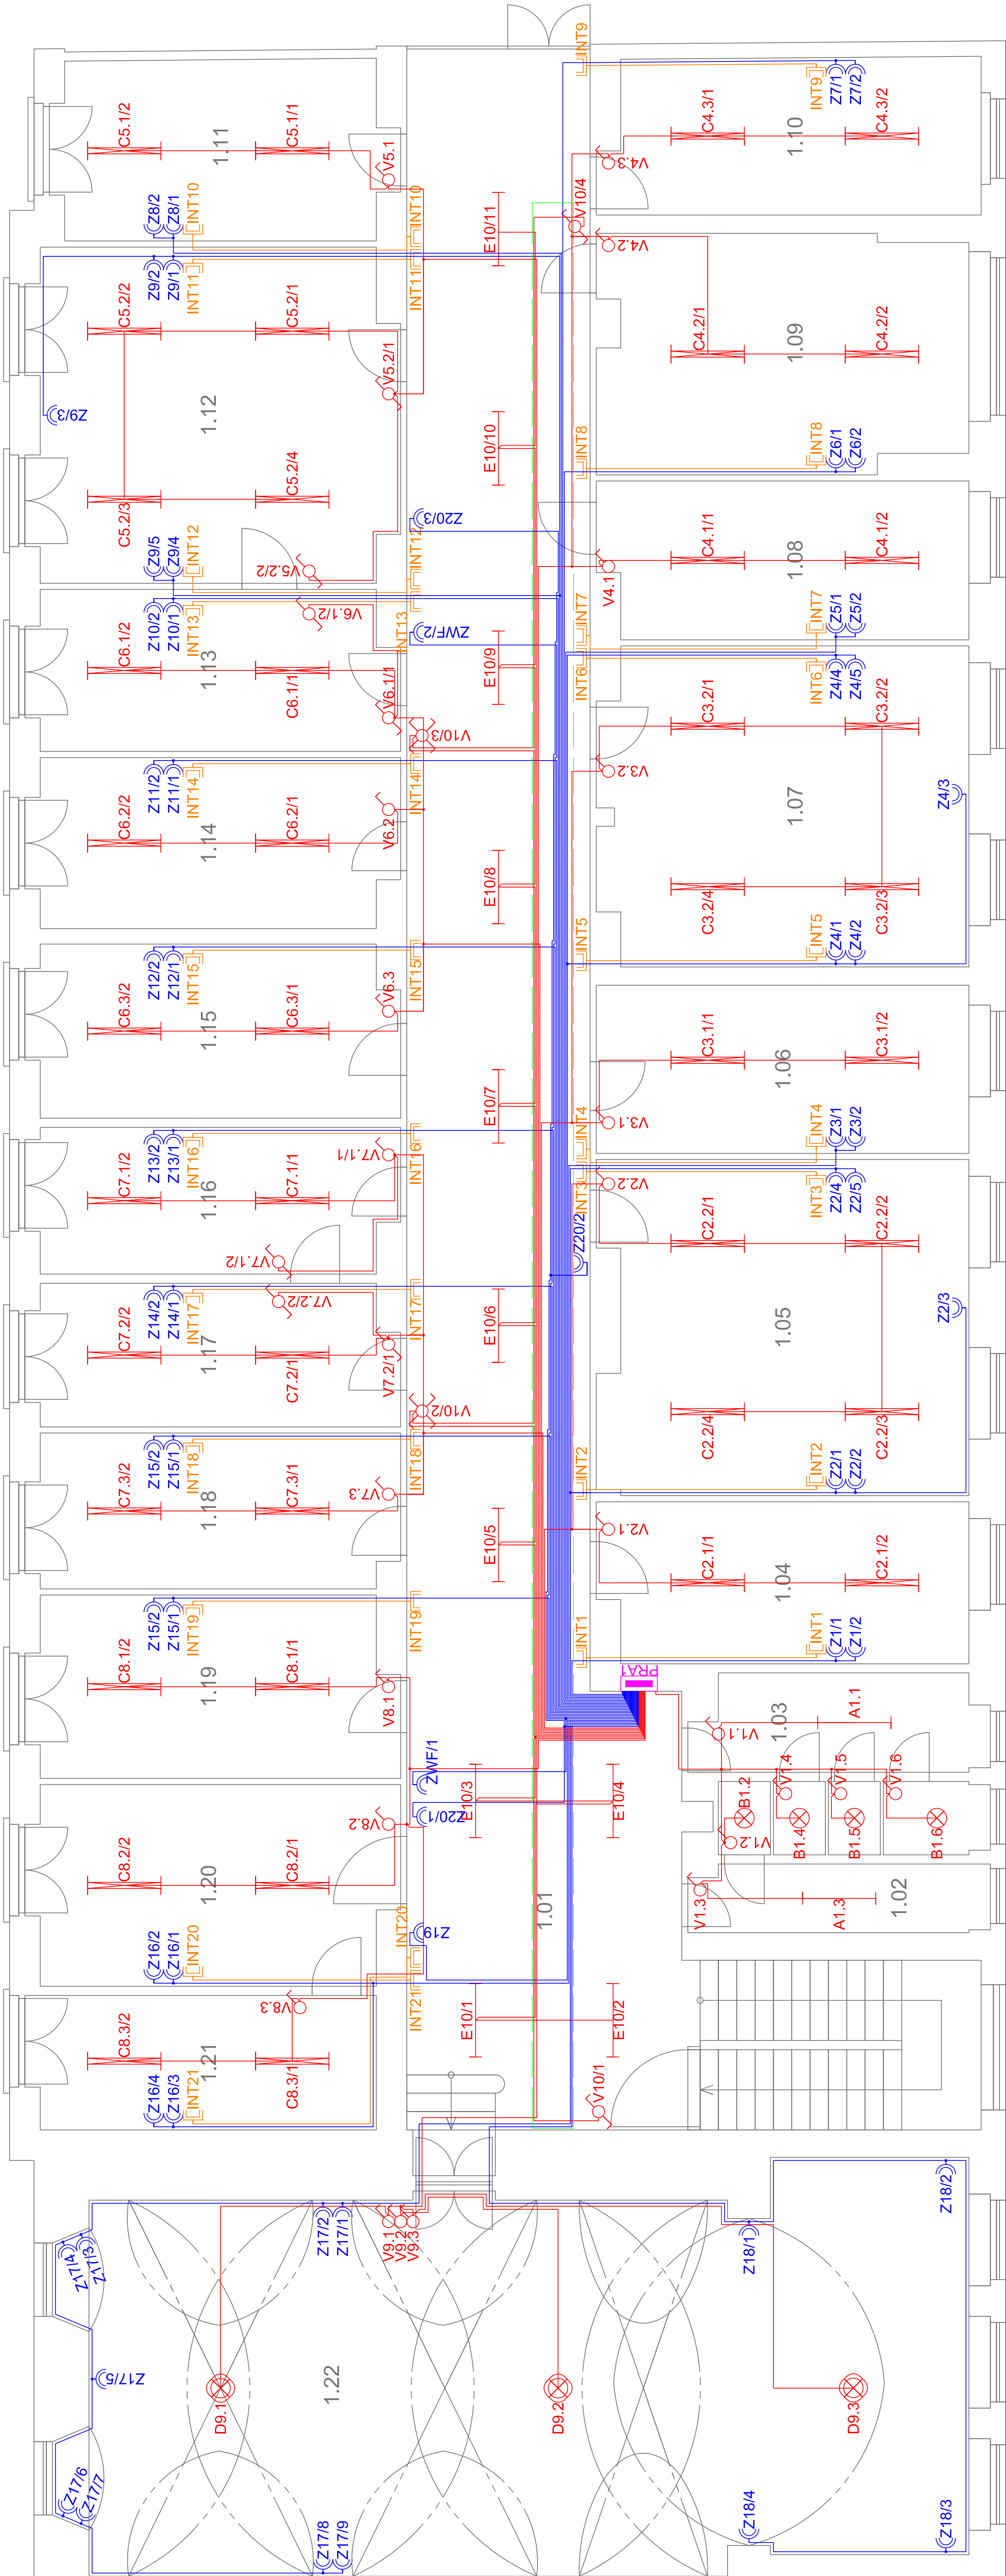 INT9
C5.1/2
C5.1/1
1.11
V5.1
Z8/2
Z8/1
INT10
INT10
E10/11
INT9
Z7/1
Z7/2
C4.3/1
C4.3/2
1.10
V4.3
V10/4
V4.2
Z9/2
Z9/1
INT11
INT11
C5.2/2
C5.2/1
Z9/3
1.12
V5.2/1
C4.2/1
C4.2/2
1.09
E10/10
INT8
INT8
Z6/1
Z6/2
C5.2/3
C5.2/4
Z20/3
Z9/5
Z9/4
INT12
INT12
V5.2/2
C4.1/1
C4.1/2
1.08
V4.1
Z10/2
Z10/1
INT13
INT13
V6.1/2
ZWF/2
INT7
INT7
Z5/1
Z5/2
C6.1/2
C6.1/1
1.13
V6.1/1
V10/3
E10/9
INT6
INT6
Z4/4
Z4/5
C3.2/1
C3.2/2
V3.2
Z11/2
Z11/1
INT14
INT14
C6.2/2
C6.2/1
1.14
V6.2
1.07
Z4/3
E10/8
C3.2/4
C3.2/3
Z12/2
Z12/1
INT15
INT15
INT5
INT5
Z4/1
Z4/2
C6.3/2
C6.3/1
1.15
V6.3
C3.1/1
C3.1/2
1.06
E10/7
V3.1
INT4
INT4
Z3/1
Z3/2
Z13/2
Z13/1
INT16
INT16
V7.1/1
C7.1/2
C7.1/1
1.16
V7.1/2
V2.2
INT3
INT3
Z2/4
Z2/5
Z20/2
C2.2/1
C2.2/2
Z14/2
Z14/1
INT17
INT17
V7.2/2
C7.2/2
C7.2/1
1.17
V7.2/1
V10/2
E10/6
1.05
Z2/3
C2.2/4
C2.2/3
Z15/2
Z15/1
INT18
INT18
INT2
INT2
Z2/1
Z2/2
C7.3/2
C7.3/1
1.18
V7.3
E10/5
V2.1
C2.1/1
C2.1/2
1.04
Z15/2
Z15/1
INT19
INT19
INT1
INT1
Z1/1
Z1/2
C8.1/2
C8.1/1
1.19
V8.1
PRA1
A1.1
1.03
V1.1
ZWF/1
Z20/1
E10/3
E10/4
V1.4
V1.5
V1.6
B1.2
B1.4
B1.5
B1.6
V1.2
C8.2/2
C8.2/1
1.20
V8.2
V1.3
A1.3
1.02
1.01
Z16/2
Z16/1
INT20
INT20
Z19
INT21
C8.3/2
C8.3/1
V8.3
1.21
Z16/4
Z16/3
INT21
E10/1
E10/2
V10/1
Z17/4
Z17/3
Z17/2
Z17/1
V9.1
V9.2
V9.3
Z18/1
Z18/2
Z17/5
D9.1
D9.2
D9.3
1.22
Z17/6
Z17/7
Z17/8
Z17/9
Z18/4
Z18/3